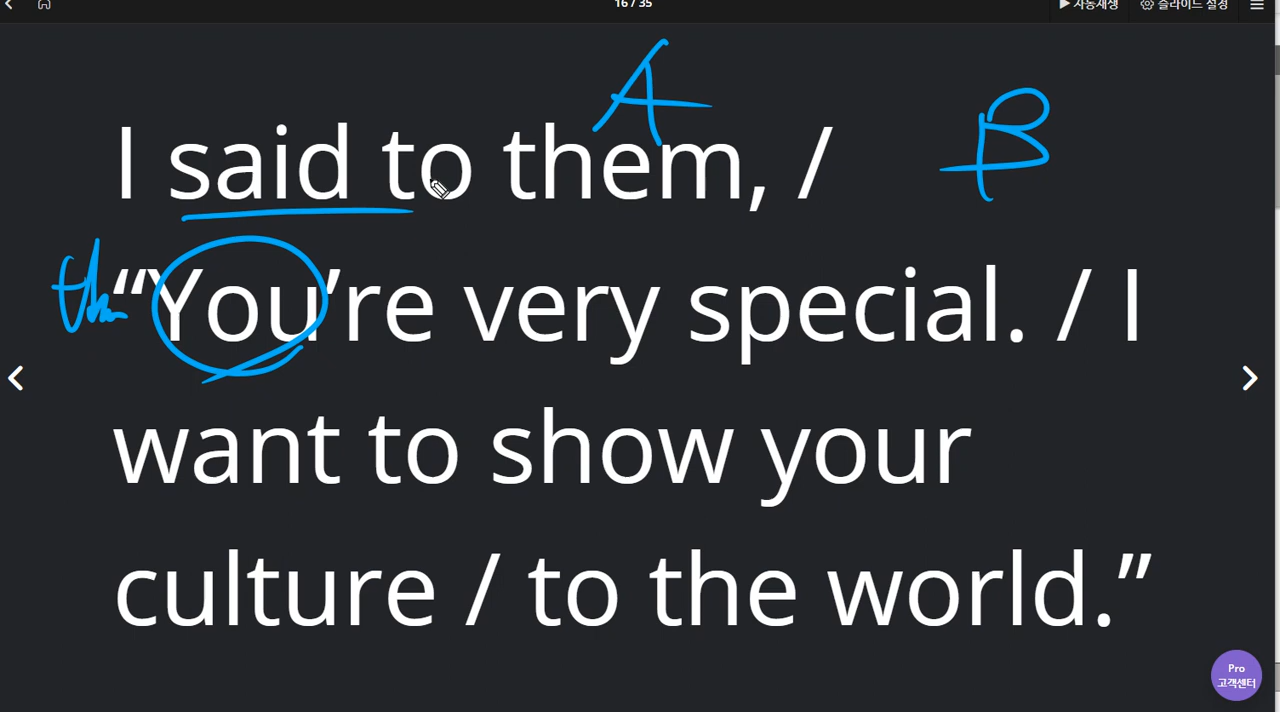 16 / 35
▶ 자동재생 슬라이드 설정
A
B
I said to them, /
th
“You’re very special. / I
want to show your
culture / to the world.”
Pro
고객센터